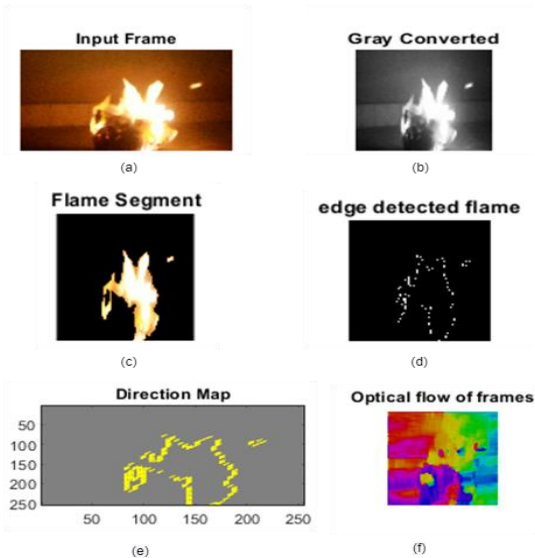 Input Frame
Gray Converted
(a)
(b)
Flame Segment
edge detected flame
(c)
(d)
Direction Map
50
100
150
200
250
50 100 150 200 250
(e)
Optical flow of frames
(f)